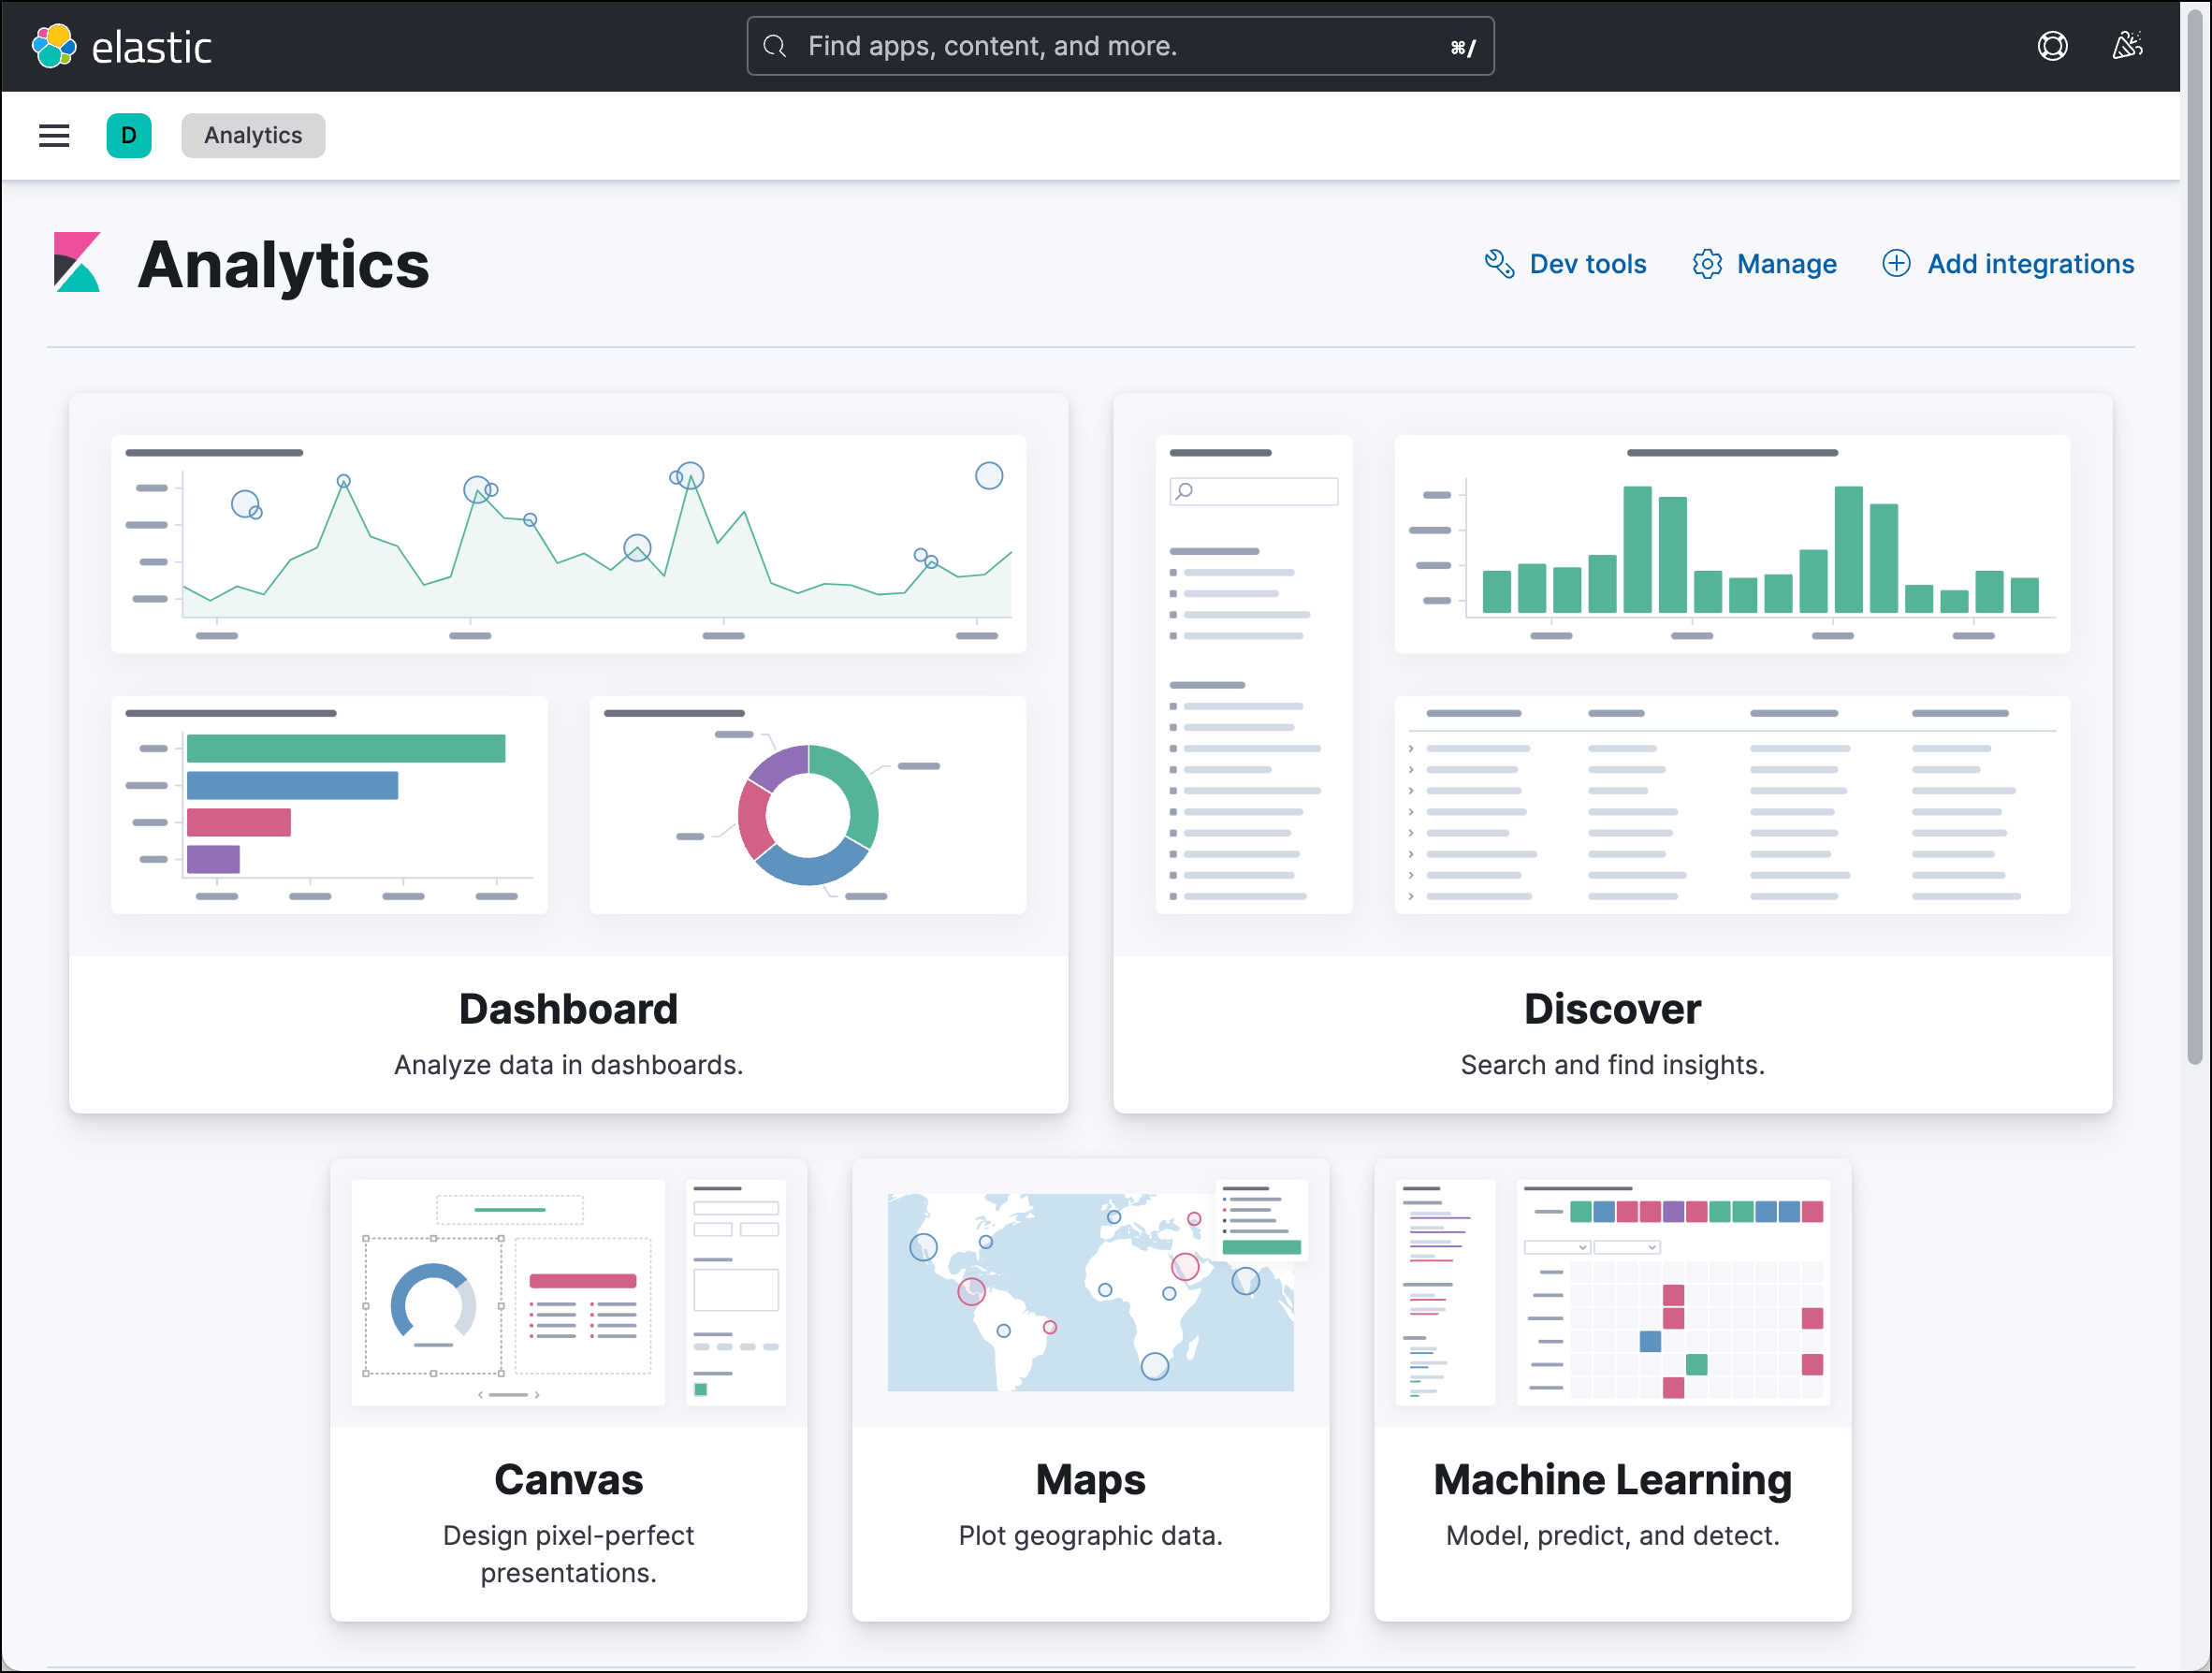 elastic
Find apps, content, and more.
⌘/
D
Analytics
Analytics
Dev tools
Manage
Add integrations
Dashboard
Analyze data in dashboards.
Discover
Search and find insights.
Canvas
Design pixel-perfect
presentations.
Maps
Plot geographic data.
Machine Learning
Model, predict, and detect.